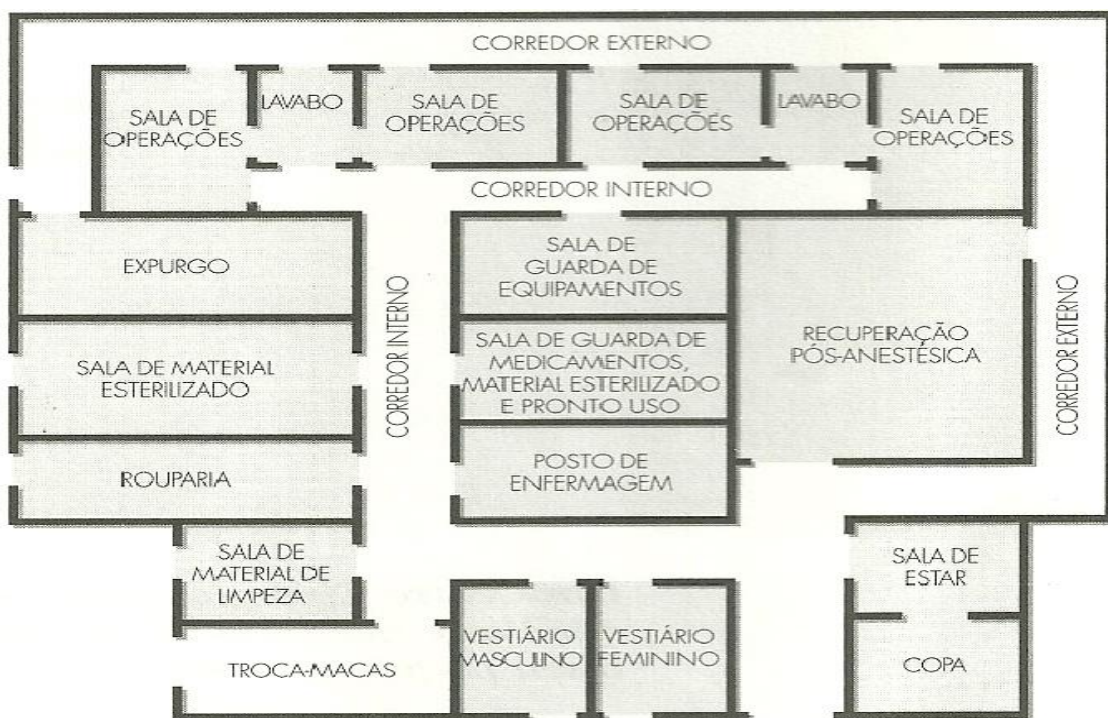 CORREDOR EXTERNO
SALA DE
OPERAÇÕES
LAVABO
SALA DE
OPERAÇÕES
SALA DE
OPERAÇÕES
LAVABO
SALA DE
OPERAÇÕES
CORREDOR INTERNO
EXPURGO
SALA DE
GUARDA DE
EQUIPAMENTOS
RECUPERAÇÃO
PÓS-ANESTÉSICA
CORREDOR EXTERNO
CORREDOR INTERNO
SALA DE MATERIAL
ESTERILIZADO
SALA DE GUARDA DE
MEDICAMENTOS,
MATERIAL ESTERILIZADO
E PRONTO USO
ROUPARIA
POSTO DE
ENFERMAGEM
SALA DE
MATERIAL DE
LIMPEZA
SALA DE
ESTAR
TROCA-MACAS
VESTIÁRIO
MASCULINO
VESTIÁRIO
FEMININO
COPA